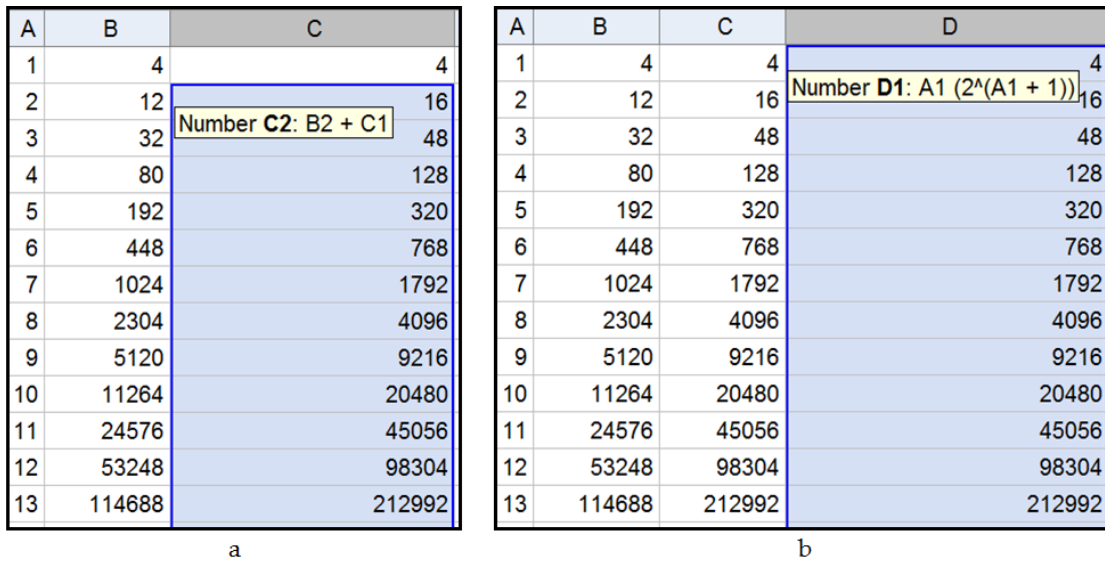 A B C
1 4 4
2 12 16
Number C2: B2 + C1
3 32 48
4 80 128
5 192 320
6 448 768
7 1024 1792
8 2304 4096
9 5120 9216
10 11264 20480
11 24576 45056
12 53248 98304
13 114688 212992
a
A B C D
1 4 4 4
Number D1: A1 (2^(A1 + 1))
2 12 16 16
3 32 48 48
4 80 128 128
5 192 320 320
6 448 768 768
7 1024 1792 1792
8 2304 4096 4096
9 5120 9216 9216
10 11264 20480 20480
11 24576 45056 45056
12 53248 98304 98304
13 114688 212992 212992
b